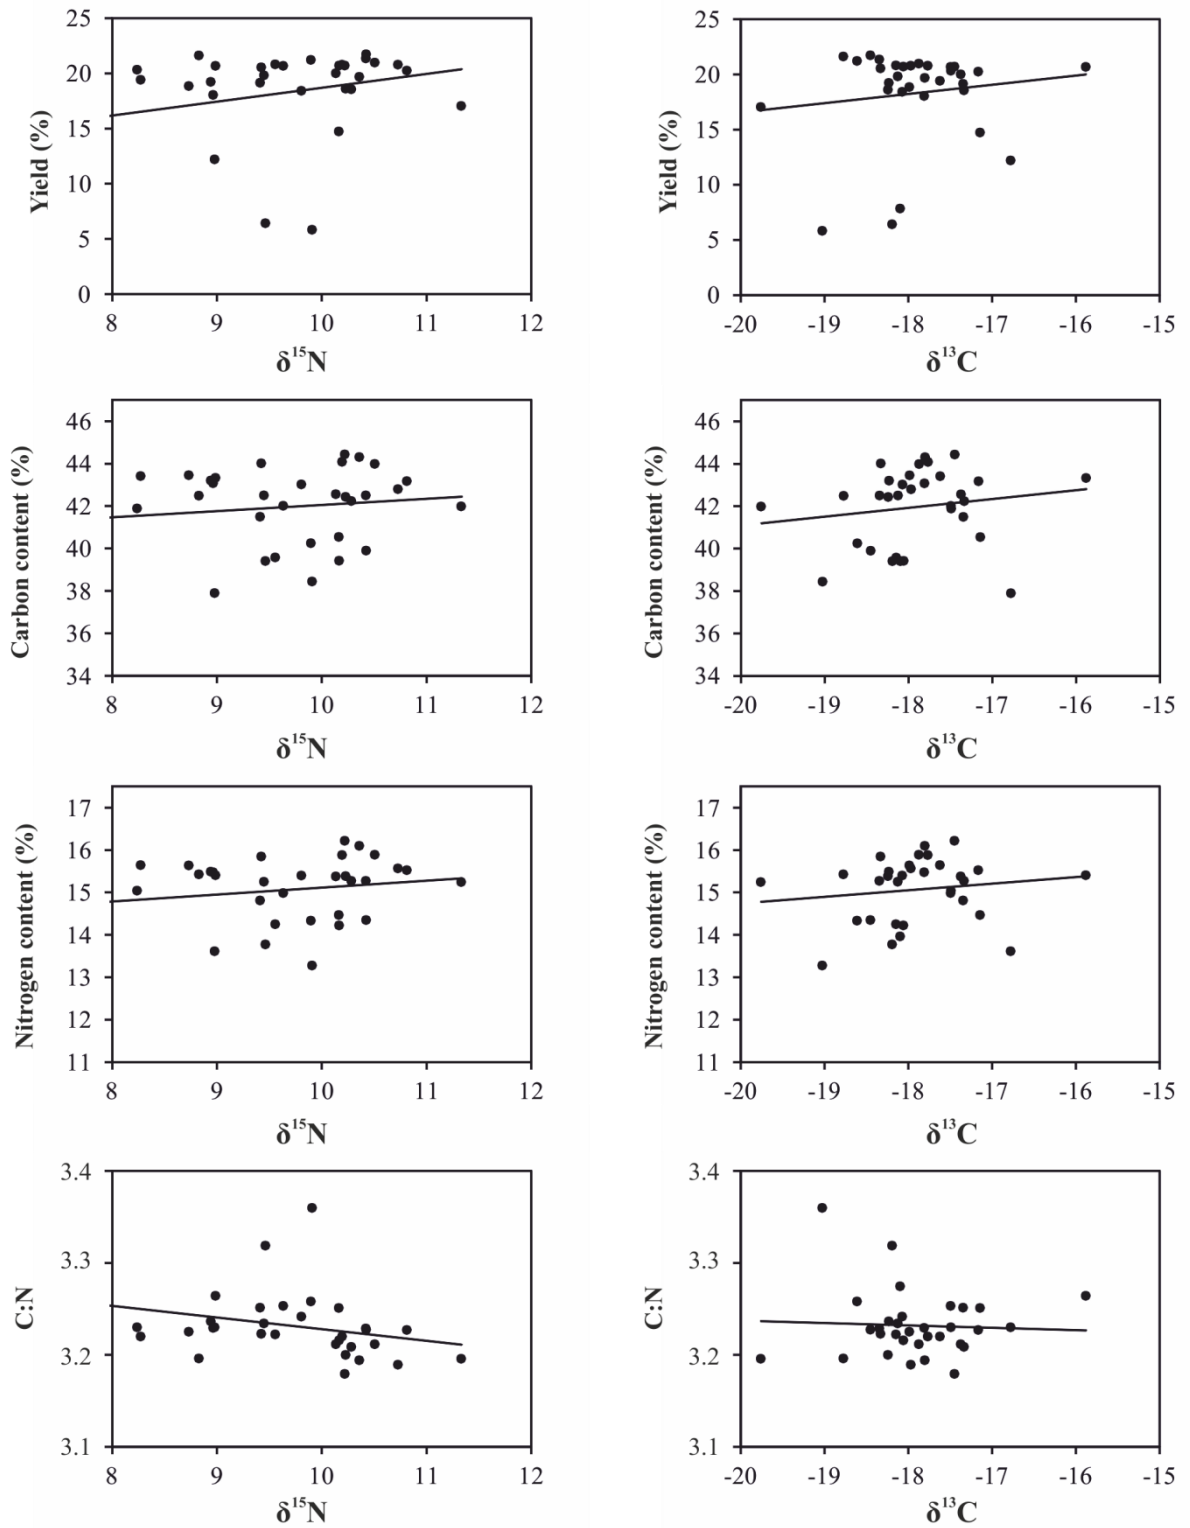 25
20
15
10
5
0
Yield (%)
8 9 10 11 12
δ¹⁵N
25
20
15
10
5
0
Yield (%)
-20 -19 -18 -17 -16 -15
δ¹³C
46
44
42
40
38
36
34
Carbon content (%)
8 9 10 11 12
δ¹⁵N
46
44
42
40
38
36
34
Carbon content (%)
-20 -19 -18 -17 -16 -15
δ¹³C
17
16
15
14
13
12
11
Nitrogen content (%)
8 9 10 11 12
δ¹⁵N
17
16
15
14
13
12
11
Nitrogen content (%)
-20 -19 -18 -17 -16 -15
δ¹³C
3.4
3.3
3.2
3.1
C:N
8 9 10 11 12
δ¹⁵N
3.4
3.3
3.2
3.1
C:N
-20 -19 -18 -17 -16 -15
δ¹³C